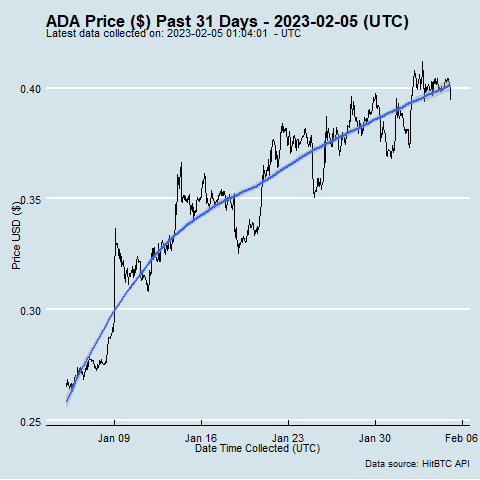 ADA Price ($) Past 31 Days - 2023-02-05 (UTC)
Latest data collected on: 2023-02-05 01:04:01 - UTC
0.40
0.35
0.30
0.25
Price USD ($)
Jan 09 Jan 16 Jan 23 Jan 30 Feb 06
Date Time Collected (UTC)
Data source: HitBTC API